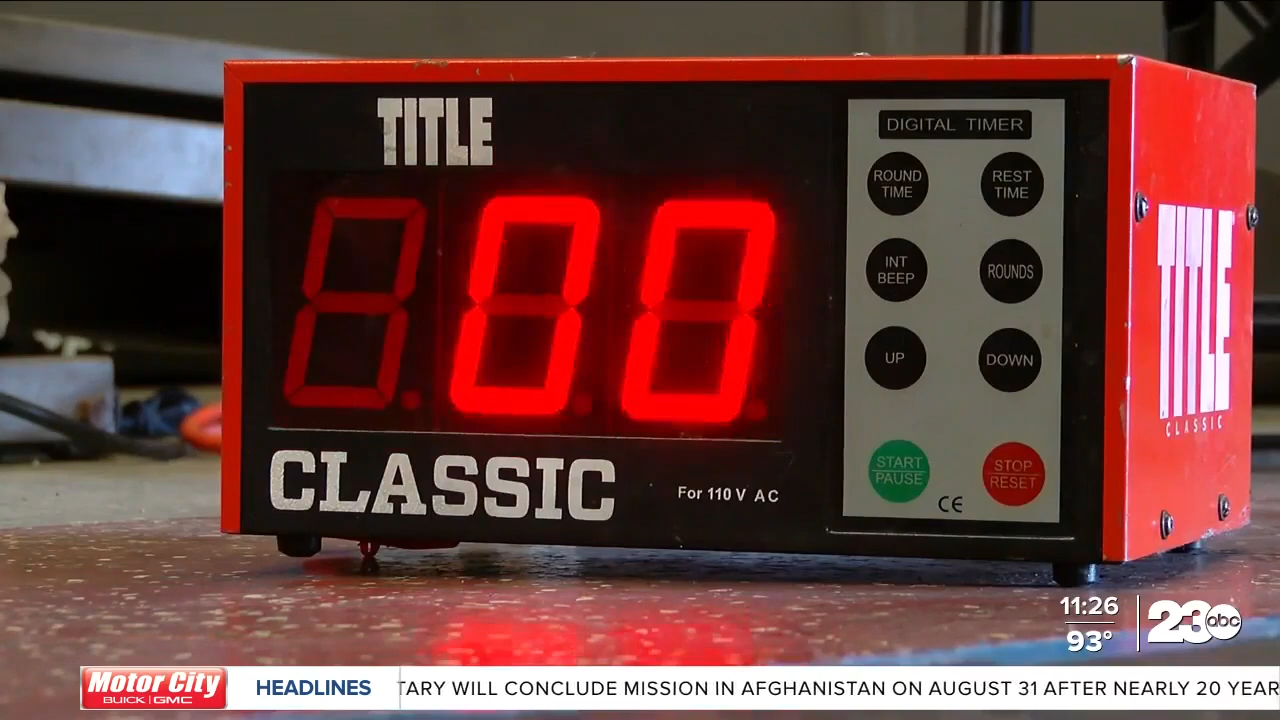 TITLE
DIGITAL TIMER
ROUND
TIME
REST
TIME
INT
BEEP
ROUNDS
UP
DOWN
START
PAUSE
STOP
RESET
CE
00
CLASSIC
For 110 V AC
TITLE
CLASSIC
11:26
93°
23 abc
Motor City
BUICK | GMC
HEADLINES
TARY WILL CONCLUDE MISSION IN AFGHANISTAN ON AUGUST 31 AFTER NEARLY 20 YEAR